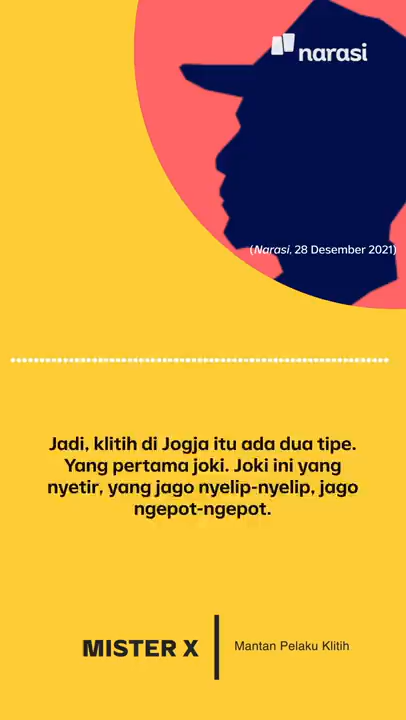 narasi
(Narasi, 28 Desember 2021)
Jadi, klitih di Jogja itu ada dua tipe.
Yang pertama joki. Joki ini yang
nyetir, yang jago nyelip-nyelip, jago
ngepot-ngepot.
MISTER X
Mantan Pelaku Klitih